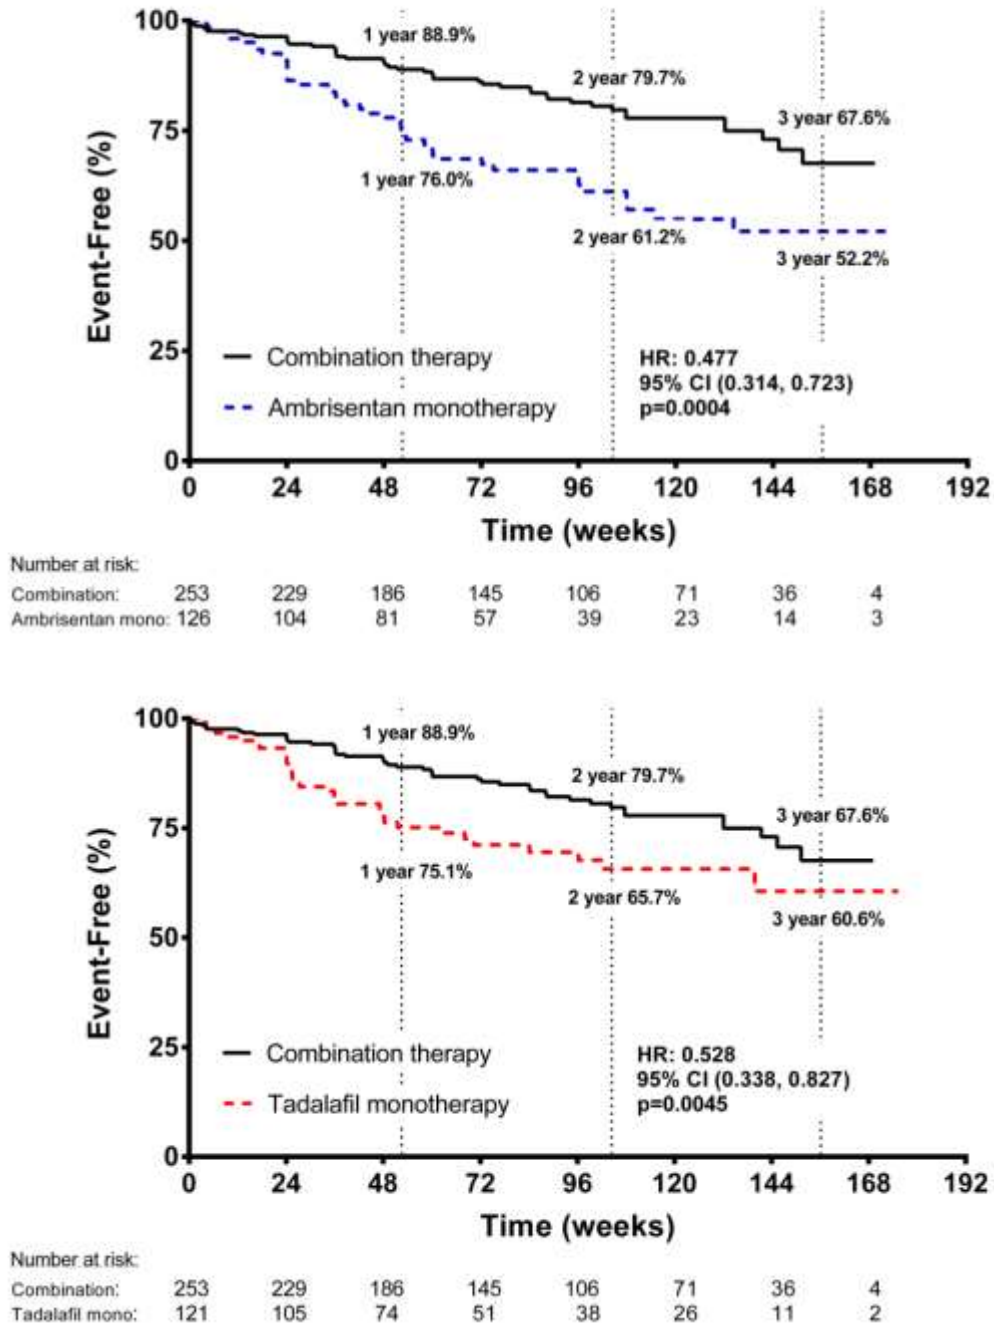 100
1 year 88.9%
2 year 79.7%
3 year 67.6%
75
1 year 76.0%
Event-Free (%)
50
2 year 61.2%
3 year 52.2%
25
Combination therapy
Ambrisentan monotherapy
HR: 0.477
95% CI (0.314, 0.723)
p=0.0004
0
0 24 48 72 96 120 144 168 192
Time (weeks)
Number at risk:
Combination: 253 229 186 145 106 71 36 4
Ambrisentan mono: 126 104 81 57 39 23 14 3
100
1 year 88.9%
2 year 79.7%
3 year 67.6%
75
1 year 75.1%
Event-Free (%)
2 year 65.7%
3 year 60.6%
50
25
Combination therapy
Tadalafil monotherapy
HR: 0.528
95% CI (0.338, 0.827)
p=0.0045
0
0 24 48 72 96 120 144 168 192
Time (weeks)
Number at risk:
Combination: 253 229 186 145 106 71 36 4
Tadalafil mono: 121 105 74 51 38 26 11 2